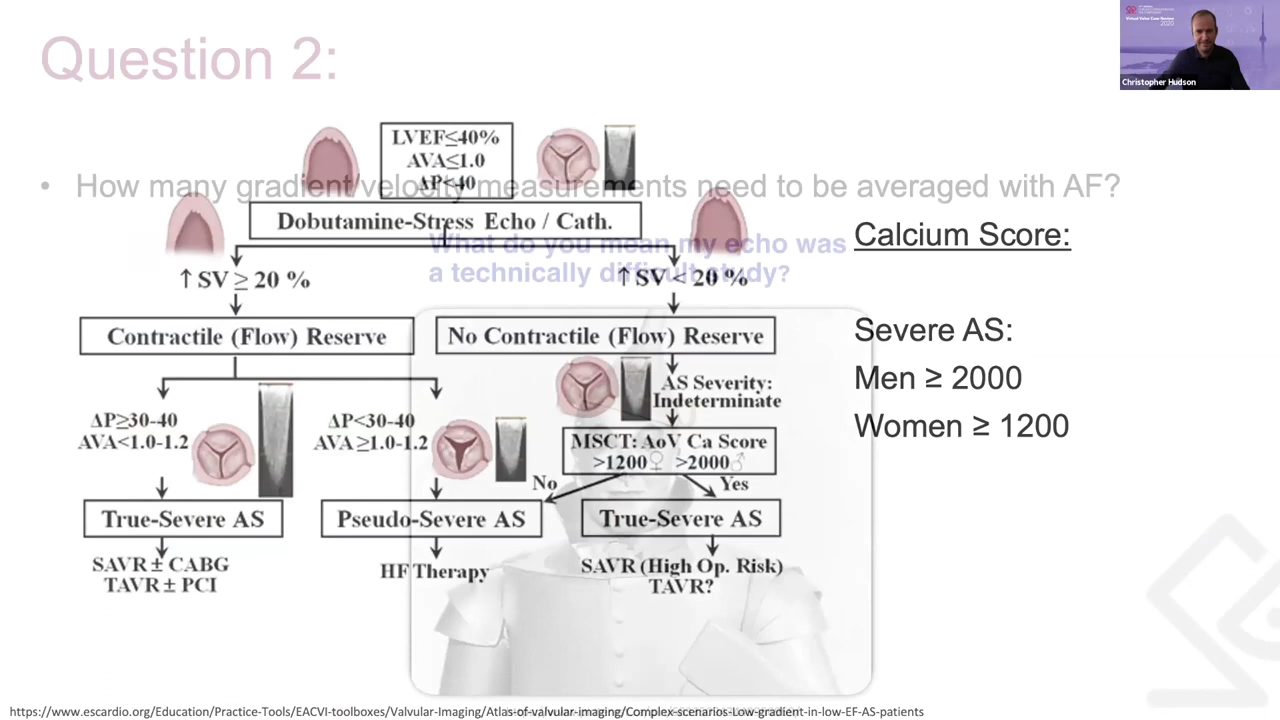 Question 2:
Virtual Valve Case Review
2020
Christopher Hudson
LVEF≤40%
AVA≤1.0
ΔP<40
• How many gradient velocity measurements need to be averaged with AF?
Dobutamine-Stress Echo / Cath.
What do you mean my echo was
a technically difficult study?
Calcium Score:
↑SV ≥ 20 %
↑SV < 20 %
Contractile (Flow) Reserve
No Contractile (Flow) Reserve
Severe AS:
Men ≥ 2000
Women ≥ 1200
ΔP≥30-40
AVA<1.0-1.2
ΔP<30-40
AVA ≥1.0-1.2
AS Severity:
Indeterminate
MSCT: AoV Ca Score
>1200♀ >2000♂
No
Yes
True-Severe AS
Pseudo-Severe AS
True-Severe AS
SAVR ± CABG
TAVR ± PCI
HF Therapy
SAVR (High Op. Risk)
TAVR?
https://www.escardio.org/Education/Practice-Tools/EACVI-toolboxes/Valvular-Imaging/Atlas-of-valvular-imaging/Complex-scenarios-Low-gradient-in-low-EF-AS-patients